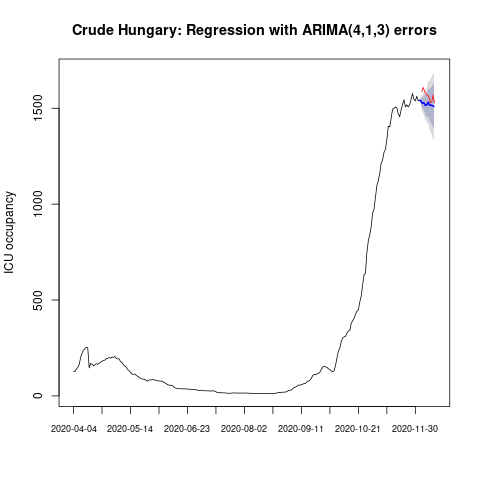 Crude Hungary: Regression with ARIMA(4,1,3) errors
ICU occupancy
1500
1000
500
0
2020-04-04 2020-05-14 2020-06-23 2020-08-02 2020-09-11 2020-10-21 2020-11-30